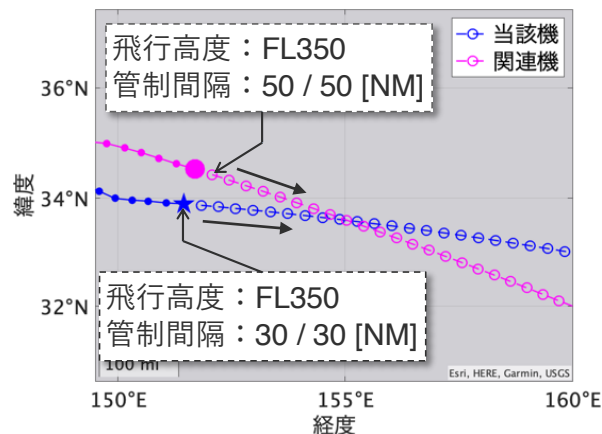 飛行高度：FL350
管制間隔：50 / 50 [NM]
当該機
関連機
36°N
34°N
32°N
緯度
飛行高度：FL350
管制間隔：30 / 30 [NM]
100 mi
Esri, HERE, Garmin, USGS
150°E
155°E
160°E
経度